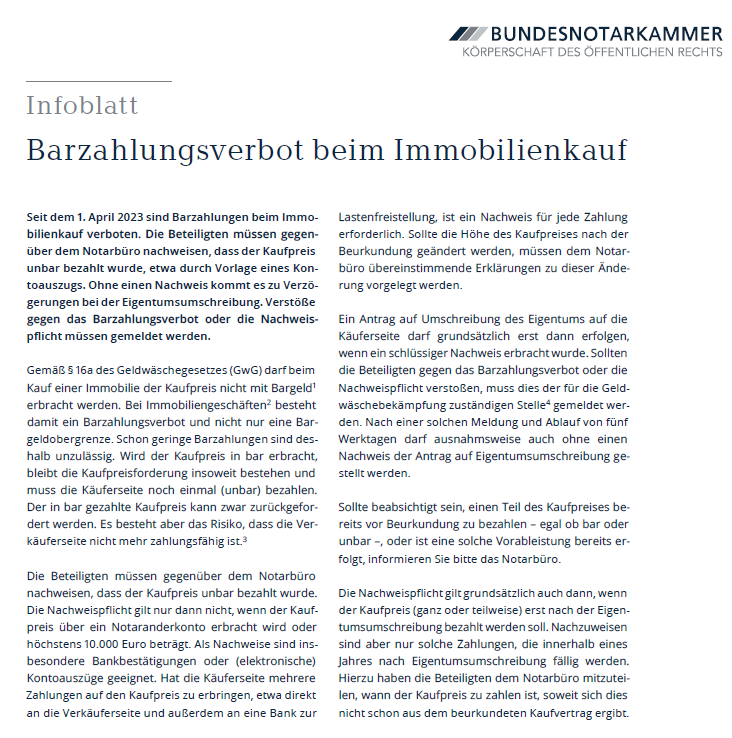 BUNDESNOTARKAMMER
KÖRPERSCHAFT DES ÖFFENTLICHEN RECHTS
Infoblatt
Barzahlungsverbot beim Immobilienkauf
Seit dem 1. April 2023 sind Barzahlungen beim Immo-
bilienkauf verboten. Die Beteiligten müssen gegen-
über dem Notarbüro nachweisen, dass der Kaufpreis
unbar bezahlt wurde, etwa durch Vorlage eines Kon-
toauszugs. Ohne einen Nachweis kommt es zu Verzö-
gerungen bei der Eigentumsumschreibung. Verstöße
gegen das Barzahlungsverbot oder die Nachweis-
pflicht müssen gemeldet werden.
Gemäß § 16a des Geldwäschegesetzes (GwG) darf beim
Kauf einer Immobilie der Kaufpreis nicht mit Bargeld¹
erbracht werden. Bei Immobiliengeschäften² besteht
damit ein Barzahlungsverbot und nicht nur eine Bar-
geldobergrenze. Schon geringe Barzahlungen sind des-
halb unzulässig. Wird der Kaufpreis in bar erbracht,
bleibt die Kaufpreisforderung insoweit bestehen und
muss die Käuferseite noch einmal (unbar) bezahlen.
Der in bar gezahlte Kaufpreis kann zwar zurückgefor-
dert werden. Es besteht aber das Risiko, dass die Ver-
käuferseite nicht mehr zahlungsfähig ist.³
Die Beteiligten müssen gegenüber dem Notarbüro
nachweisen, dass der Kaufpreis unbar bezahlt wurde.
Die Nachweispflicht gilt nur dann nicht, wenn der Kauf-
preis über ein Notaranderkonto erbracht wird oder
höchstens 10.000 Euro beträgt. Als Nachweise sind ins-
besondere Bankbestätigungen oder (elektronische)
Kontoauszüge geeignet. Hat die Käuferseite mehrere
Zahlungen auf den Kaufpreis zu erbringen, etwa direkt
an die Verkäuferseite und außerdem an eine Bank zur
Lastenfreistellung, ist ein Nachweis für jede Zahlung
erforderlich. Sollte die Höhe des Kaufpreises nach der
Beurkundung geändert werden, müssen dem Notar-
büro übereinstimmende Erklärungen zu dieser Ände-
rung vorgelegt werden.
Ein Antrag auf Umschreibung des Eigentums auf die
Käuferseite darf grundsätzlich erst dann erfolgen,
wenn ein schlüssiger Nachweis erbracht wurde. Sollten
die Beteiligten gegen das Barzahlungsverbot oder die
Nachweispflicht verstoßen, muss dies der für die Geld-
wäschebekämpfung zuständigen Stelle⁴ gemeldet wer-
den. Nach einer solchen Meldung und Ablauf von fünf
Werktagen darf ausnahmsweise auch ohne einen
Nachweis der Antrag auf Eigentumsumschreibung ge-
stellt werden.
Sollte beabsichtigt sein, einen Teil des Kaufpreises be-
reits vor Beurkundung zu bezahlen – egal ob bar oder
unbar –, oder ist eine solche Vorableistung bereits er-
folgt, informieren Sie bitte das Notarbüro.
Die Nachweispflicht gilt grundsätzlich auch dann, wenn
der Kaufpreis (ganz oder teilweise) erst nach der Eigen-
tumsumschreibung bezahlt werden soll. Nachzuweisen
sind aber nur solche Zahlungen, die innerhalb eines
Jahres nach Eigentumsumschreibung fällig werden.
Hierzu haben die Beteiligten dem Notarbüro mitzutei-
len, wann der Kaufpreis zu zahlen ist, soweit sich dies
nicht schon aus dem beurkundeten Kaufvertrag ergibt.